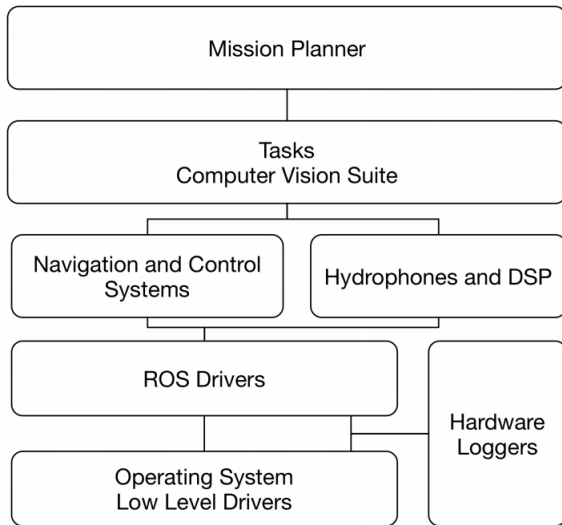 Mission Planner
Tasks
Computer Vision Suite
Navigation and Control
Systems
Hydrophones and DSP
ROS Drivers
Hardware
Loggers
Operating System
Low Level Drivers